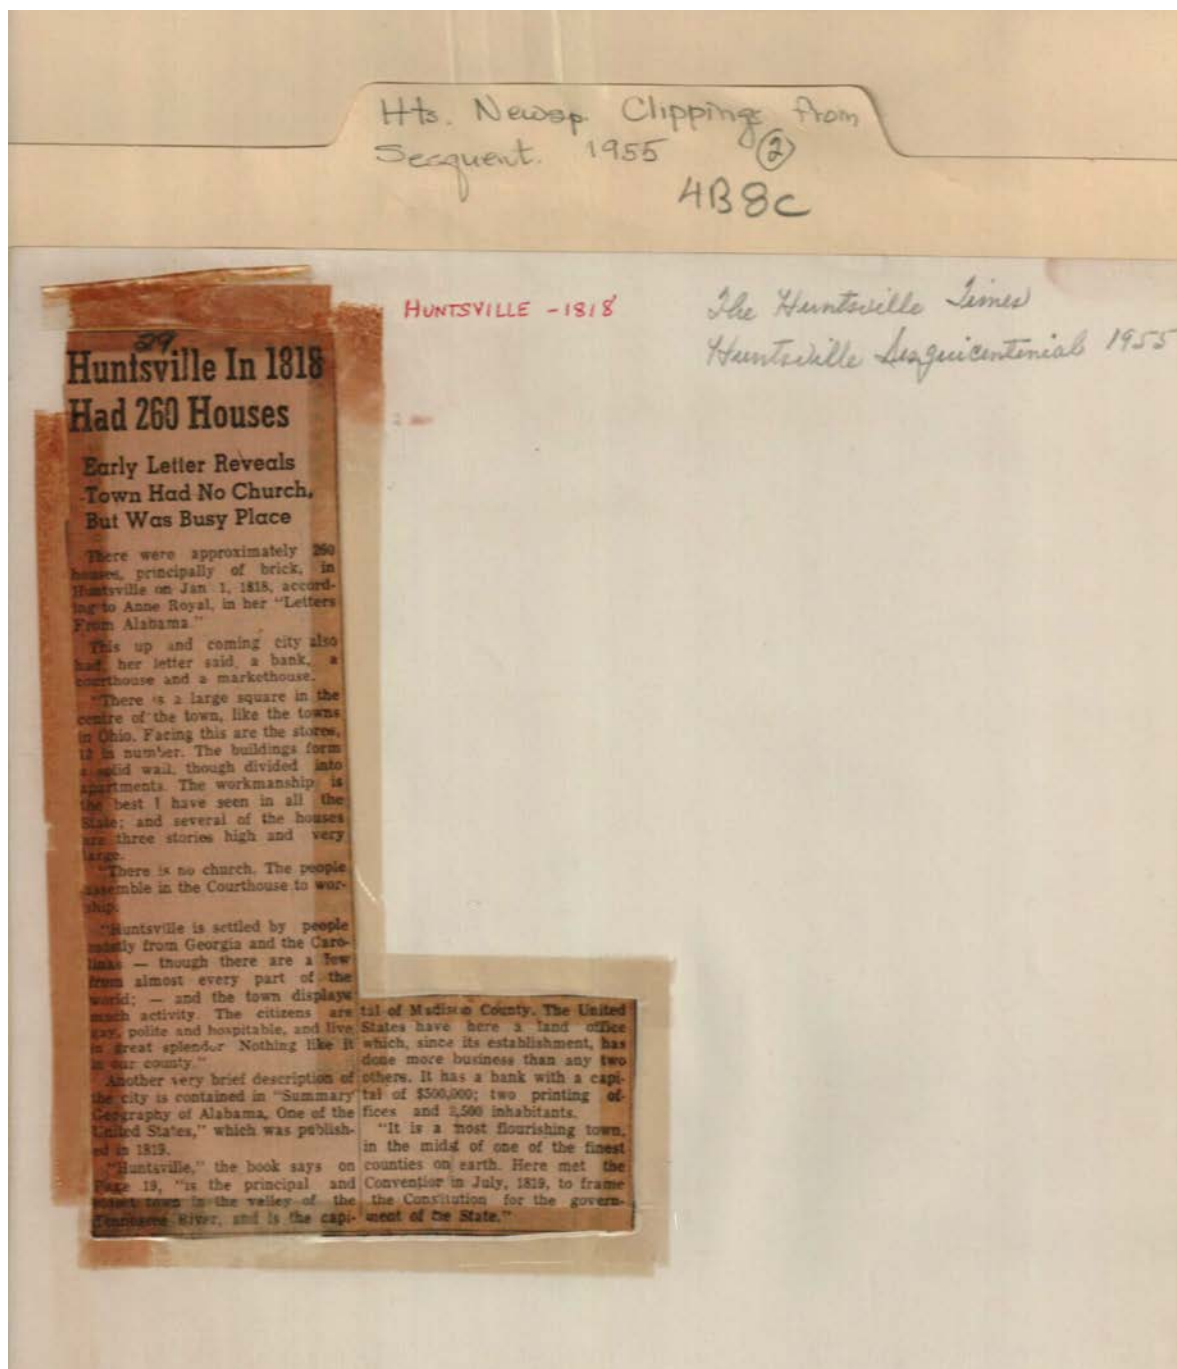 Hts. Newsp. Clippings from
Sesquent. 1955 ②
4B8C
HUNTSVILLE - 1818
The Huntsville Times
Huntsville Sesquicentenial 1955
29
Huntsville In 1818
Had 260 Houses
Early Letter Reveals
Town Had No Church,
But Was Busy Place
There were approximately 260
houses, principally of brick, in
Huntsville on Jan 1, 1818, accord-
ing to Anne Royal, in her "Letters
From Alabama."
This up and coming city also
had, her letter said, a bank, a
courthouse and a markethouse.
"There is a large square in the
centre of the town, like the towns
in Ohio. Facing this are the stores,
12 in number. The buildings form
a solid wall, though divided into
apartments. The workmanship is
the best I have seen in all the
State; and several of the houses
are three stories high and very
large.
"There is no church. The people
assemble in the Courthouse to wor-
ship.
"Huntsville is settled by people
mostly from Georgia and the Caro-
linas — though there are a few
from almost every part of the
world; — and the town displays
much activity. The citizens are
gay, polite and hospitable, and live
in great splendor Nothing like it
in our county."
Another very brief description of
the city is contained in "Summary
Geography of Alabama, One of the
United States," which was publish-
ed in 1819.
"Huntsville," the book says on
Page 19, "is the principal and
oldest town in the valley of the
Tennessee River, and is the capi-
tal of Madison County. The United
States have here a land office
which, since its establishment, has
done more business than any two
others. It has a bank with a capi-
tal of $500,000; two printing of-
fices and 2,500 inhabitants.
"It is a most flourishing town,
in the midst of one of the finest
counties on earth. Here met the
Convention in July, 1819, to frame
the Constitution for the govern-
ment of the State."